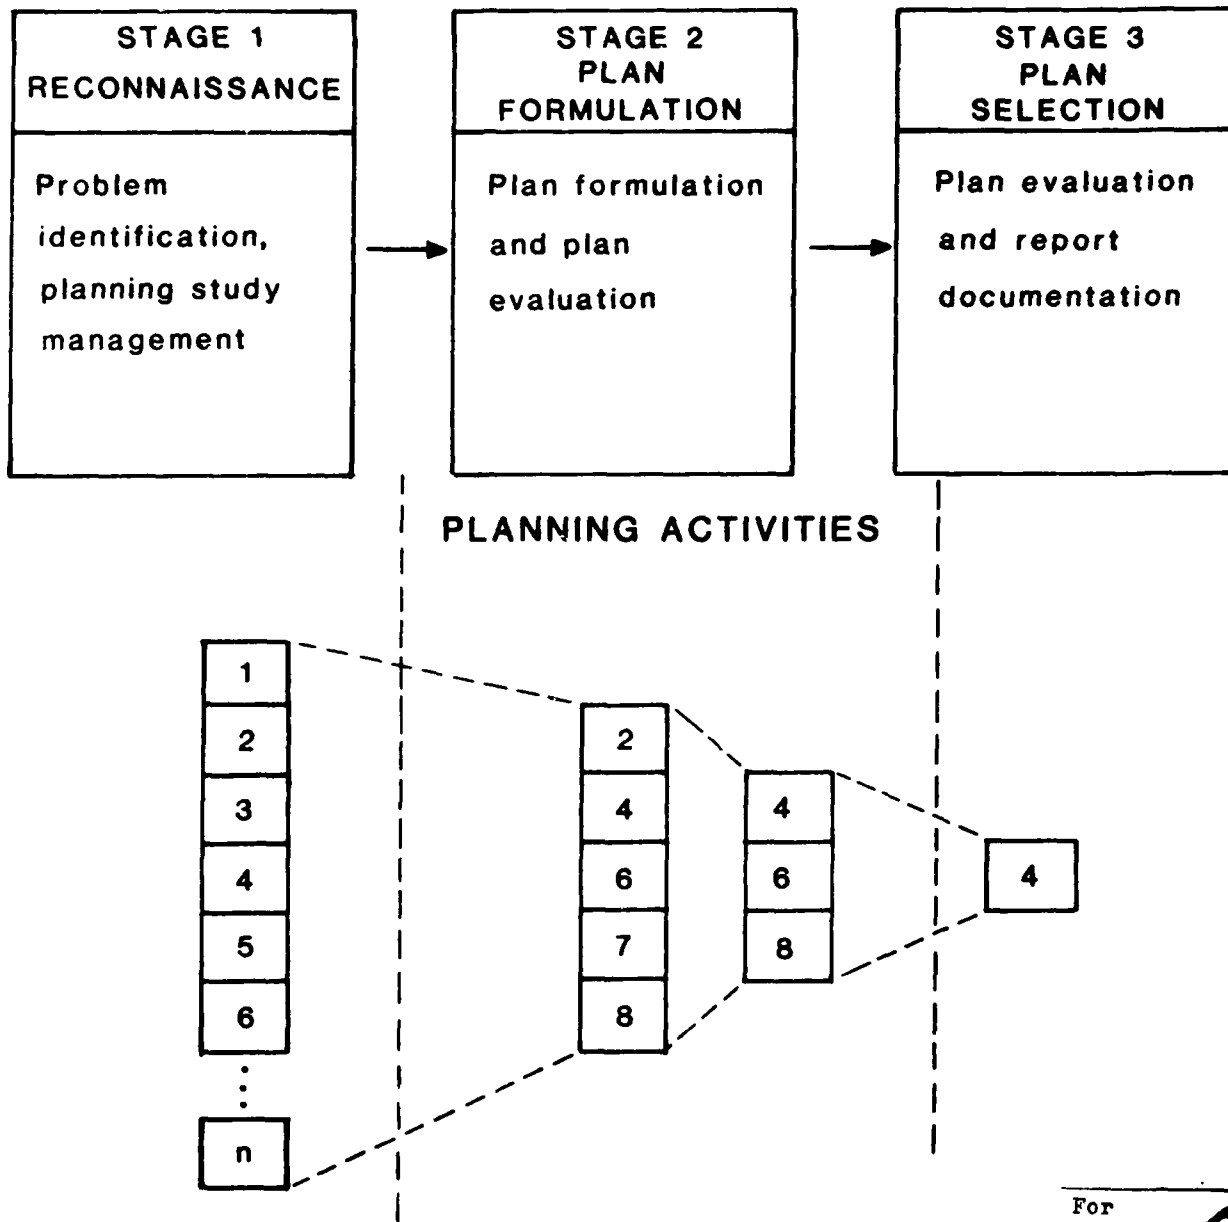 STAGE 1
RECONNAISSANCE
Problem
identification,
planning study
management
STAGE 2
PLAN
FORMULATION
Plan formulation
and plan
evaluation
STAGE 3
PLAN
SELECTION
Plan evaluation
and report
documentation
PLANNING ACTIVITIES
1
2
3
4
5
6
n
2
4
6
7
8
4
6
8
4
For